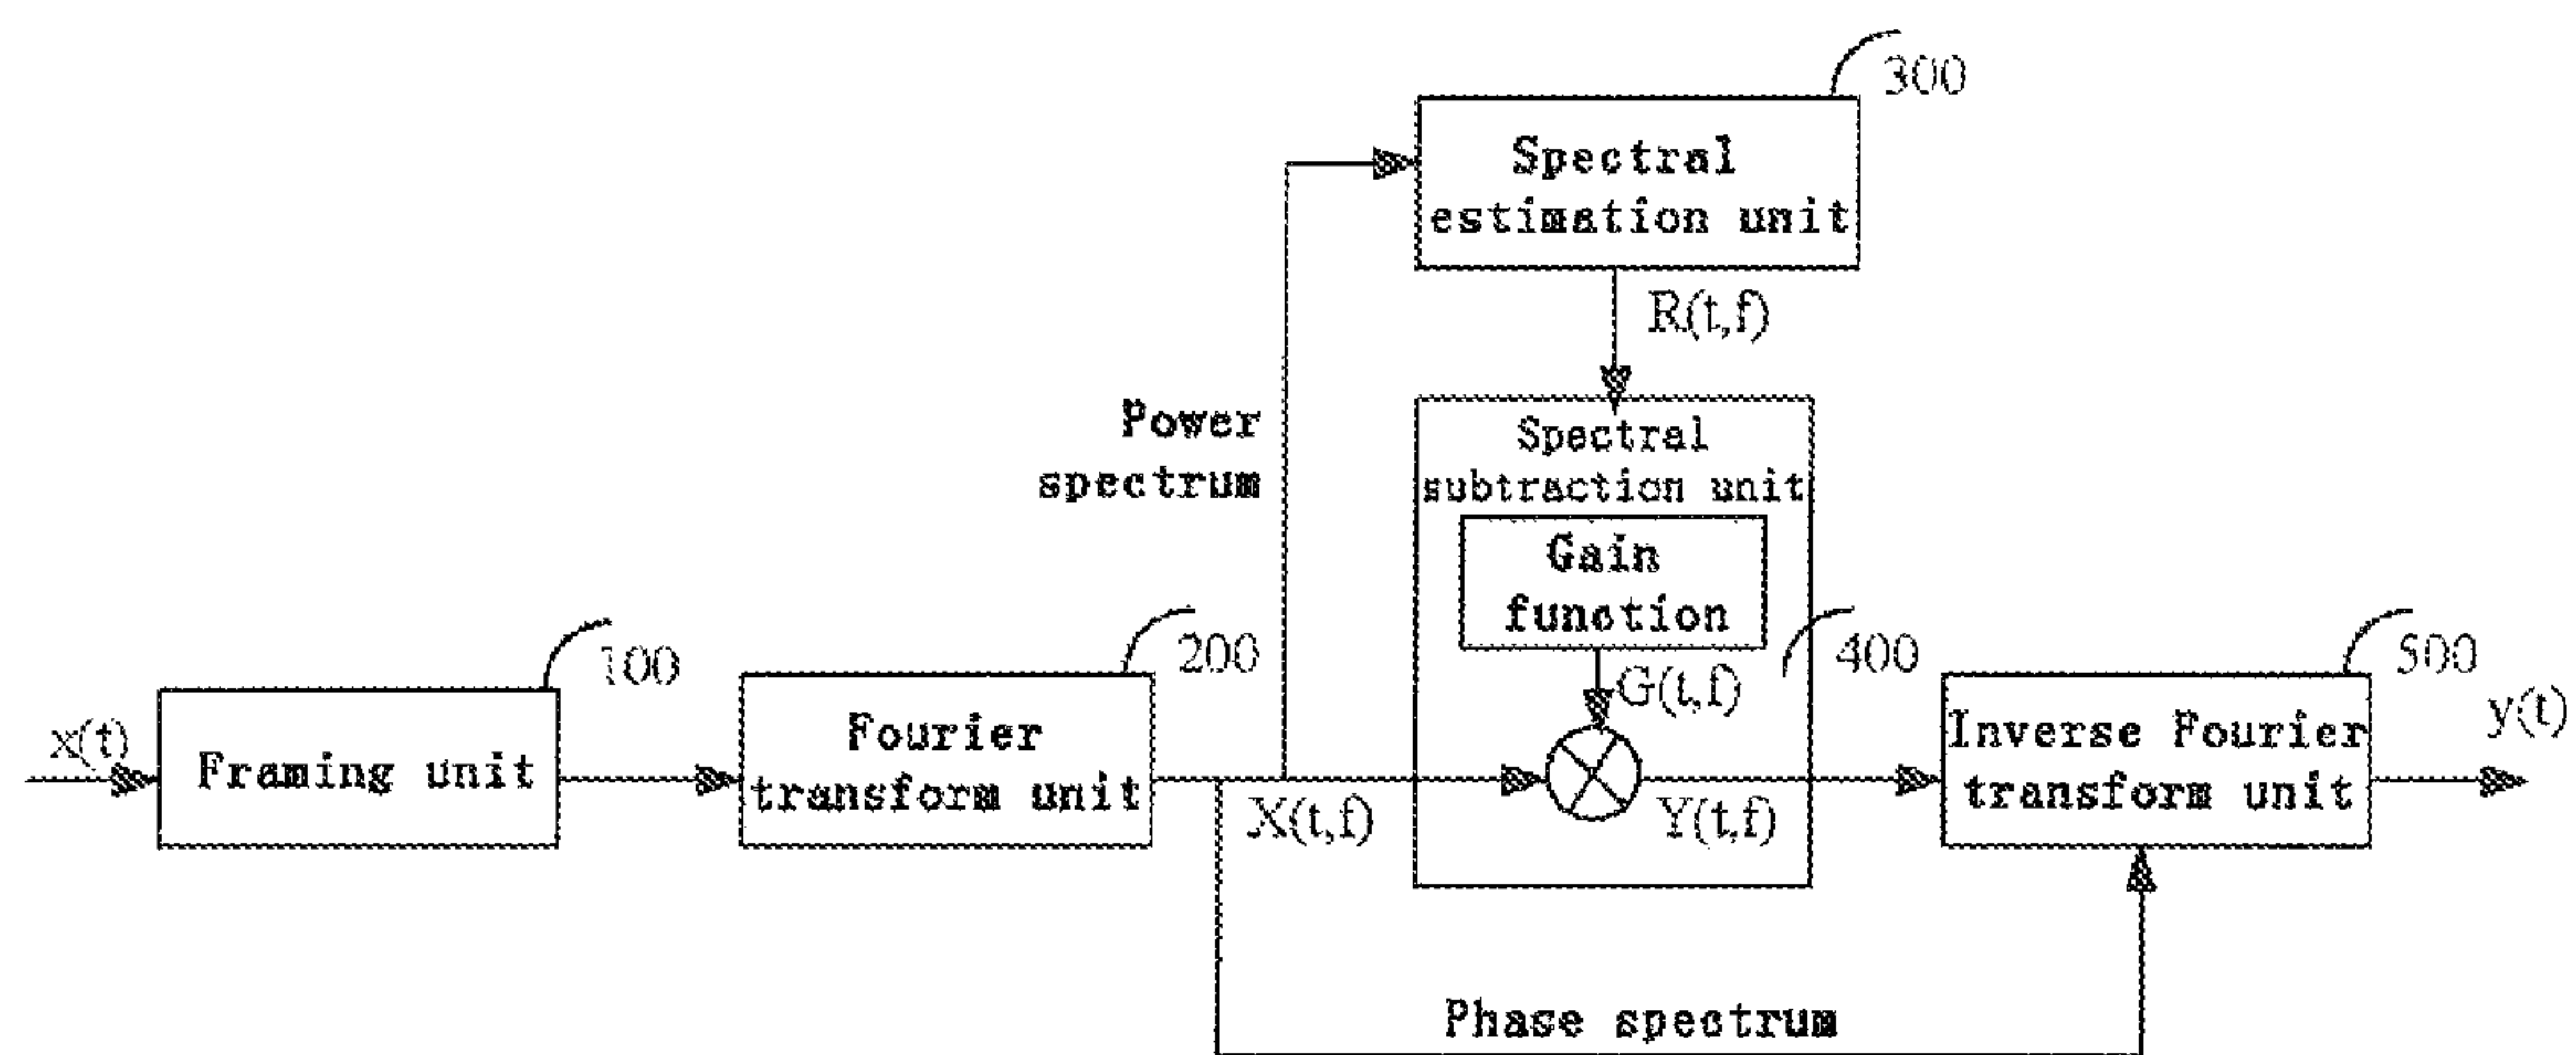 300
Spectral
estimation unit
R(t,f)
Power
spectrum
Spectral
subtraction unit
Gain
function
G(t,f)
100
200
400
500
x(t)
Framing unit
Fourier
transform unit
X(t,f)
Y(t,f)
Inverse Fourier
transform unit
y(t)
Phase spectrum